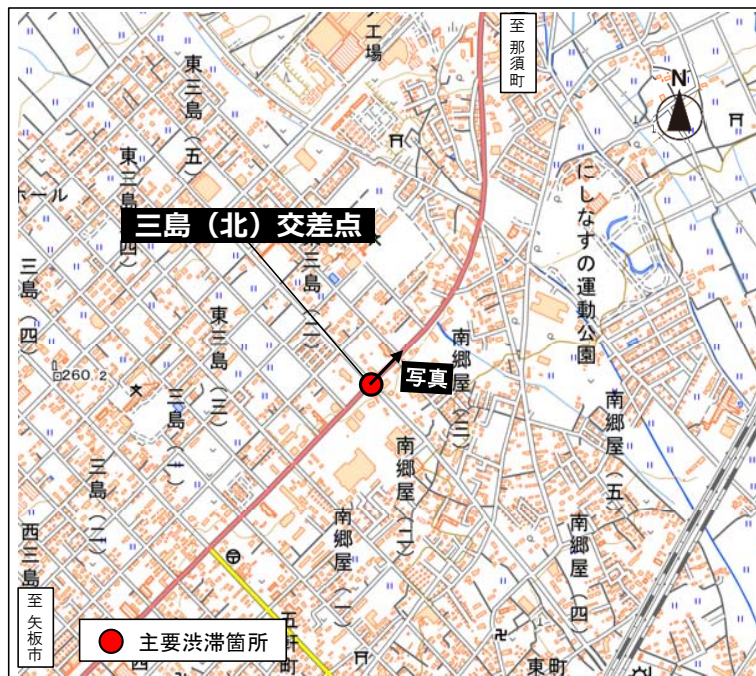 至 那須町
工場
東三島（五）
N
東三島（四）
ホール
にしなすの運動公園
三島（北）交差点
三島（四）
東三島（三）
南郷屋（三）
写真
260.2
三島（一）
南郷屋（五）
南郷屋（二）
三島（二）
西三島
南郷屋（一）
南郷屋（四）
至 矢板市
五軒町
主要渋滞箇所
東町